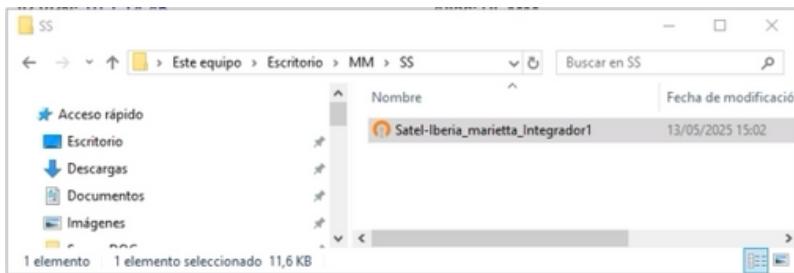 SS
Este equipo > Escritorio > MM > SS
Buscar en SS
Nombre
Fecha de modificació
Acceso rápido
Escritorio
Descargas
Documentos
Imágenes
Satel-Iberia_marietta_Integrador1
13/05/2025 15:02
1 elemento
1 elemento seleccionado 11,6 KB